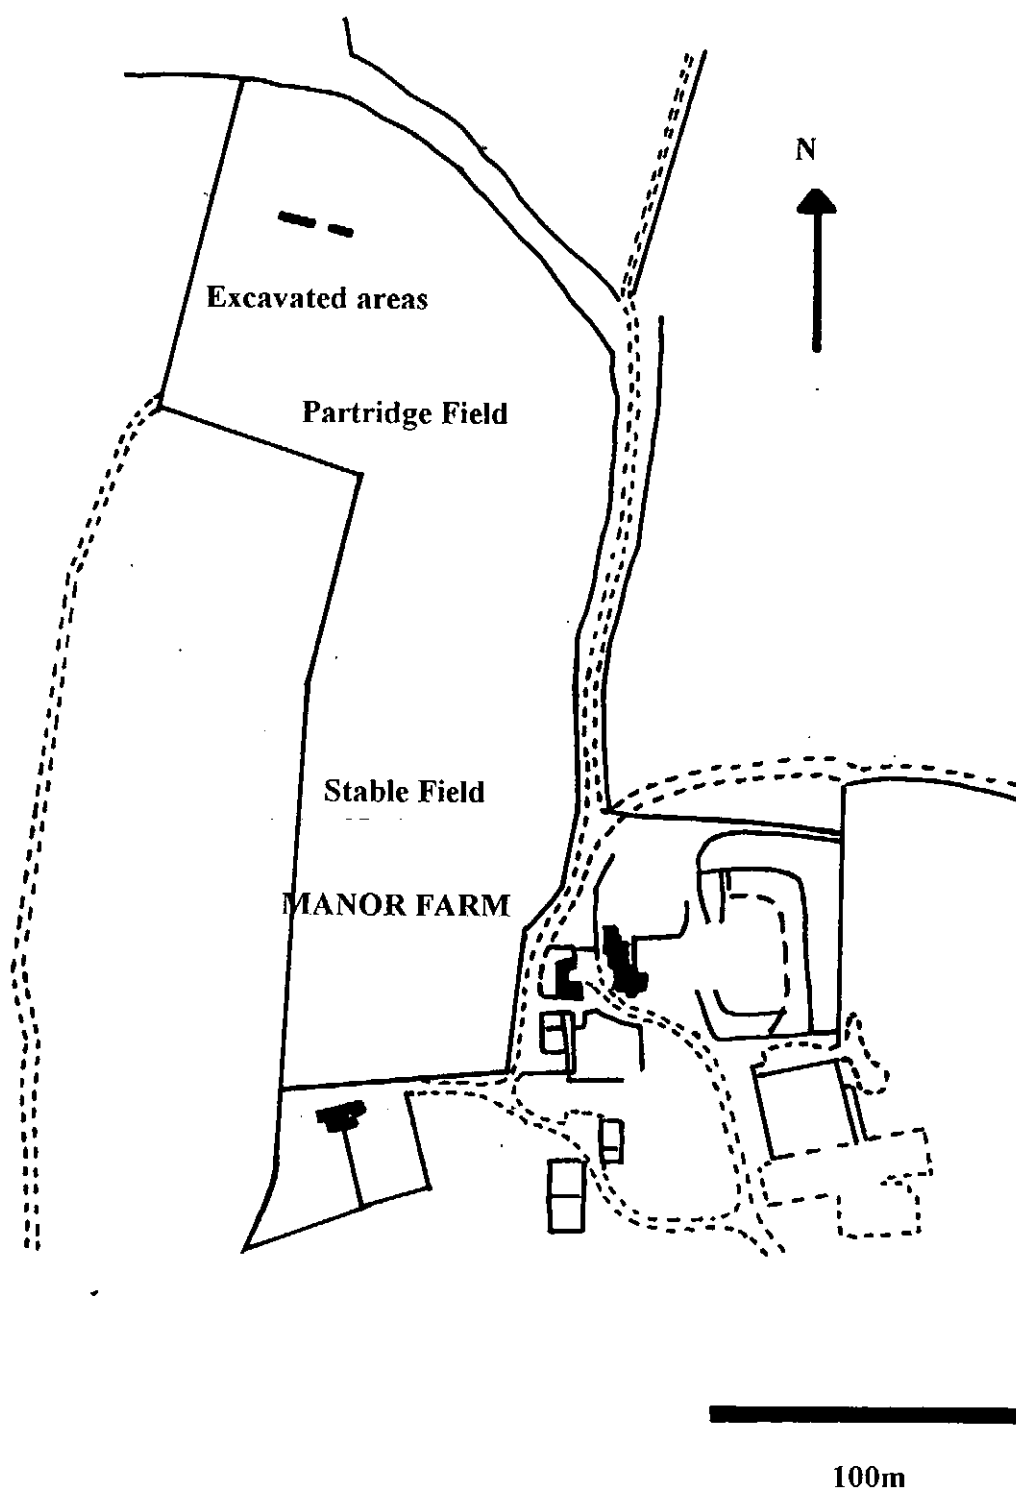 N
Excavated areas
Partridge Field
Stable Field
MANOR FARM
100m